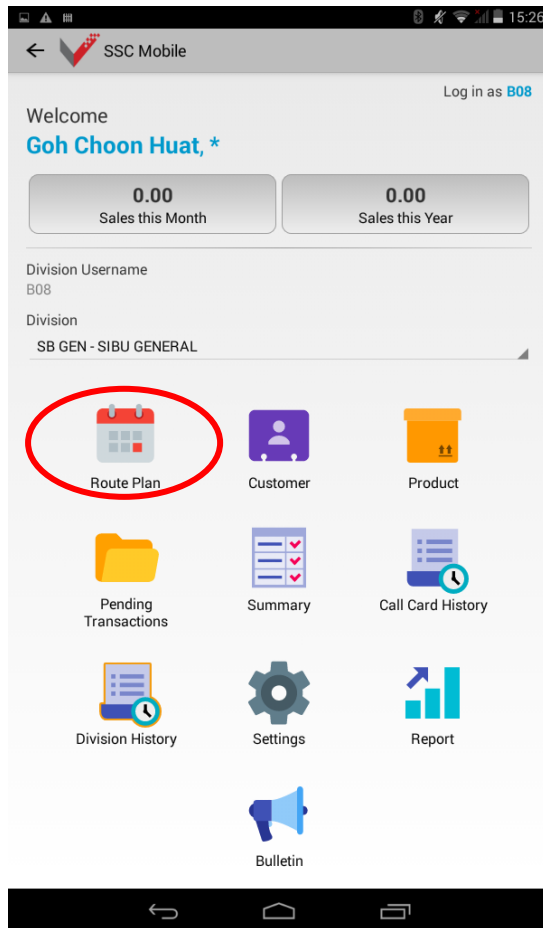 15:26
SSC Mobile
Log in as B08
Welcome
Goh Choon Huat, *
0.00
Sales this Month
0.00
Sales this Year
Division Username
B08
Division
SB GEN - SIBU GENERAL
Route Plan
Customer
Product
Pending
Transactions
Summary
Call Card History
Division History
Settings
Report
Bulletin